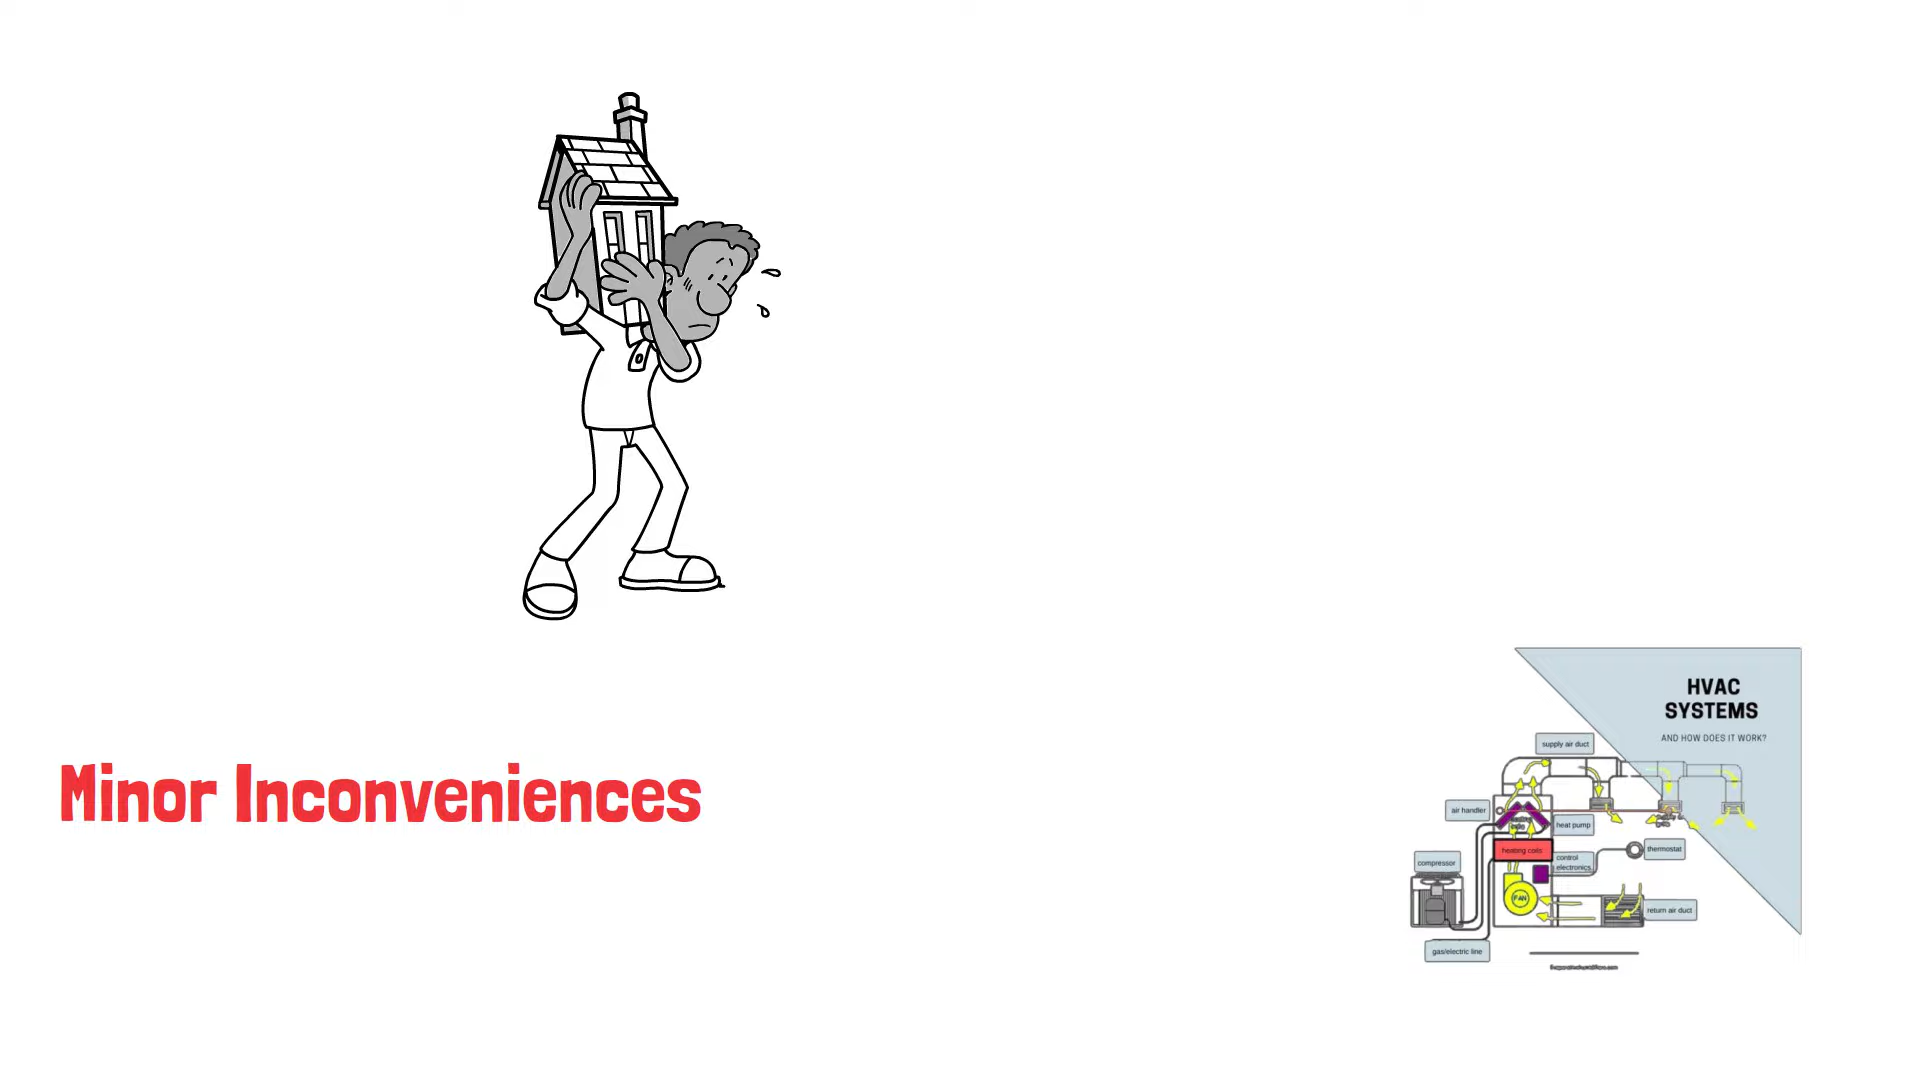 HVAC
SYSTEMS
AND HOW DOES IT WORK?
supply air duct
air handler
heat pump
heating coils
control
electronics
thermostat
compressor
FAN
return air duct
gas/electric line
Minor Inconveniences